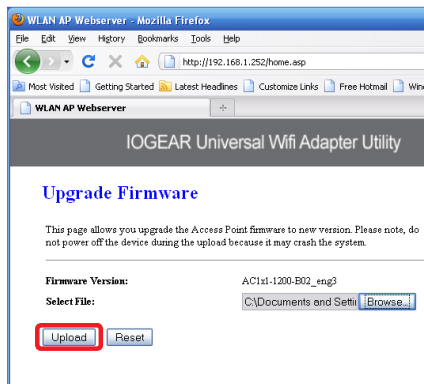 WLAN AP Webserver - Mozilla Firefox
File Edit View History Bookmarks Tools Help
http://192.168.1.252/home.asp
Most Visited Getting Started Latest Headlines Customize Links Free Hotmail
WLAN AP Webserver
IOGEAR Universal Wifi Adapter Utility
Upgrade Firmware
This page allows you upgrade the Access Point firmware to new version. Please note, do
not power off the device during the upload because it may crash the system.
Firmware Version: AC1x1-1200-B02_eng3
Select File: C:\Documents and Settin Browse...
Upload Reset